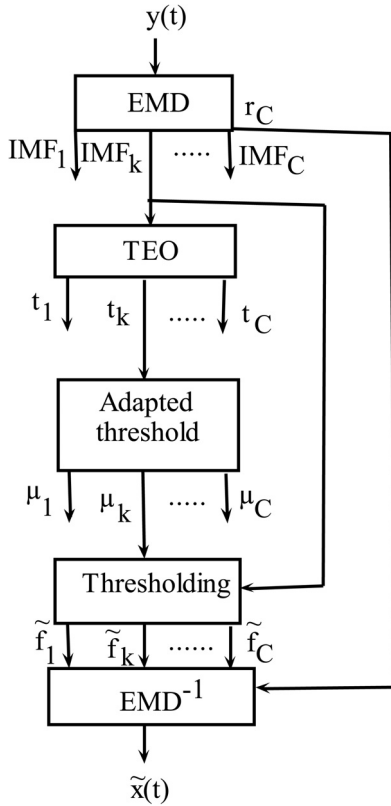 y(t)
EMD
r_C
IMF_1 IMF_k ..... IMF_C
TEO
t_1 t_k ..... t_C
Adapted
threshold
μ_1 μ_k ..... μ_C
Thresholding
f̃_1 f̃_k ...... f̃_C
EMD^-1
x̃(t)